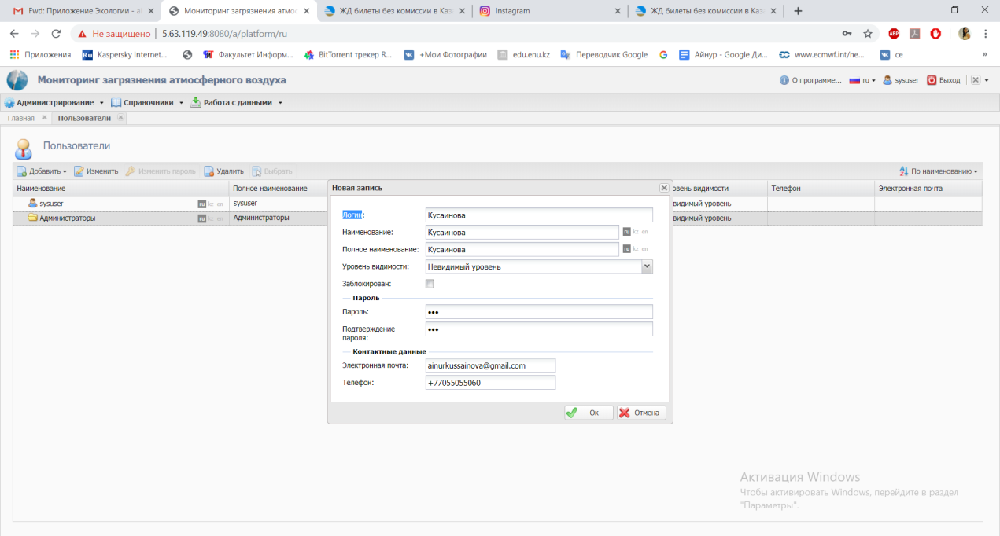 Fwd: Приложение Экологии - a
Мониторинг загрязнения атмос
ЖД билеты без комиссии в Каз
Instagram
ЖД билеты без комиссии в Каз
Не защищено | 5.63.119.49:8080/a/platform/ru
ABP
Приложения
Ru Kaspersky Internet...
Факультет Информ...
BitTorrent трекер R...
+Мои Фотографии
edu.enu.kz
Переводчик Google
Айнур - Google Ди...
www.ecmwf.int/ne...
се
»
Мониторинг загрязнения атмосферного воздуха
О программе...
ru
sysuser
Выход
Администрирование
Справочники
Работа с данными
Главная
Пользователи
Пользователи
Добавить
Изменить
Изменить пароль
Удалить
Выбрать
По наименованию
Наименование
Полное наименование
овень видимости
Телефон
Электронная почта
sysuser ru kz en sysuser видимый уровень
Администраторы ru kz en Администраторы видимый уровень
Новая запись
Логин: Кусаинова
Наименование: Кусаинова ru kz en
Полное наименование: Кусаинова ru kz en
Уровень видимости: Невидимый уровень
Заблокирован:
Пароль
Пароль: •••
Подтверждение
пароля: •••
Контактные данные
Электронная почта: ainurkussainova@gmail.com
Телефон: +77055055060
Ок
Отмена
Активация Windows
Чтобы активировать Windows, перейдите в раздел
"Параметры".